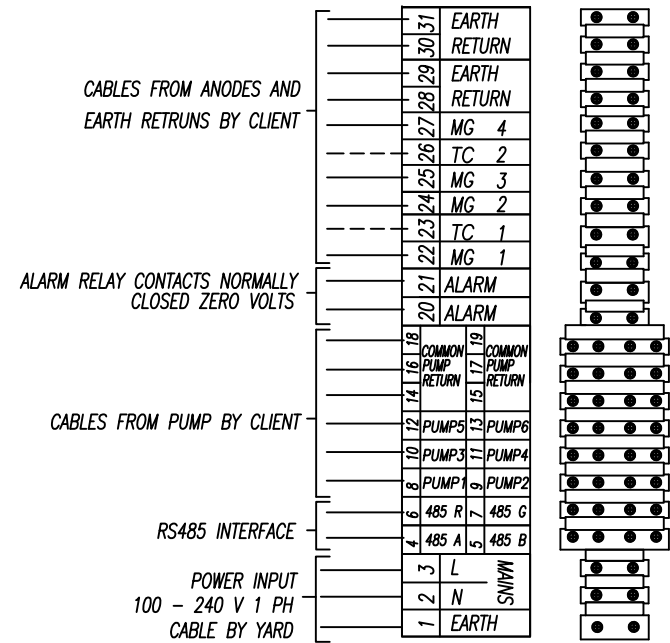 31 EARTH
30 RETURN
29 EARTH
28 RETURN
CABLES FROM ANODES AND
EARTH RETRUNS BY CLIENT
27 MG 4
26 TC 2
25 MG 3
24 MG 2
23 TC 1
22 MG 1
ALARM RELAY CONTACTS NORMALLY
CLOSED ZERO VOLTS
21 ALARM
20 ALARM
18 COMMON 19 COMMON
16 PUMP 17 PUMP
14 RETURN 15 RETURN
CABLES FROM PUMP BY CLIENT
12 PUMP5 13 PUMP6
10 PUMP3 11 PUMP4
8 PUMP1 9 PUMP2
RS485 INTERFACE
6 485 R 7 485 G
4 485 A 5 485 B
POWER INPUT
100 - 240 V 1 PH
CABLE BY YARD
3 L MAINS
2 N
1 EARTH